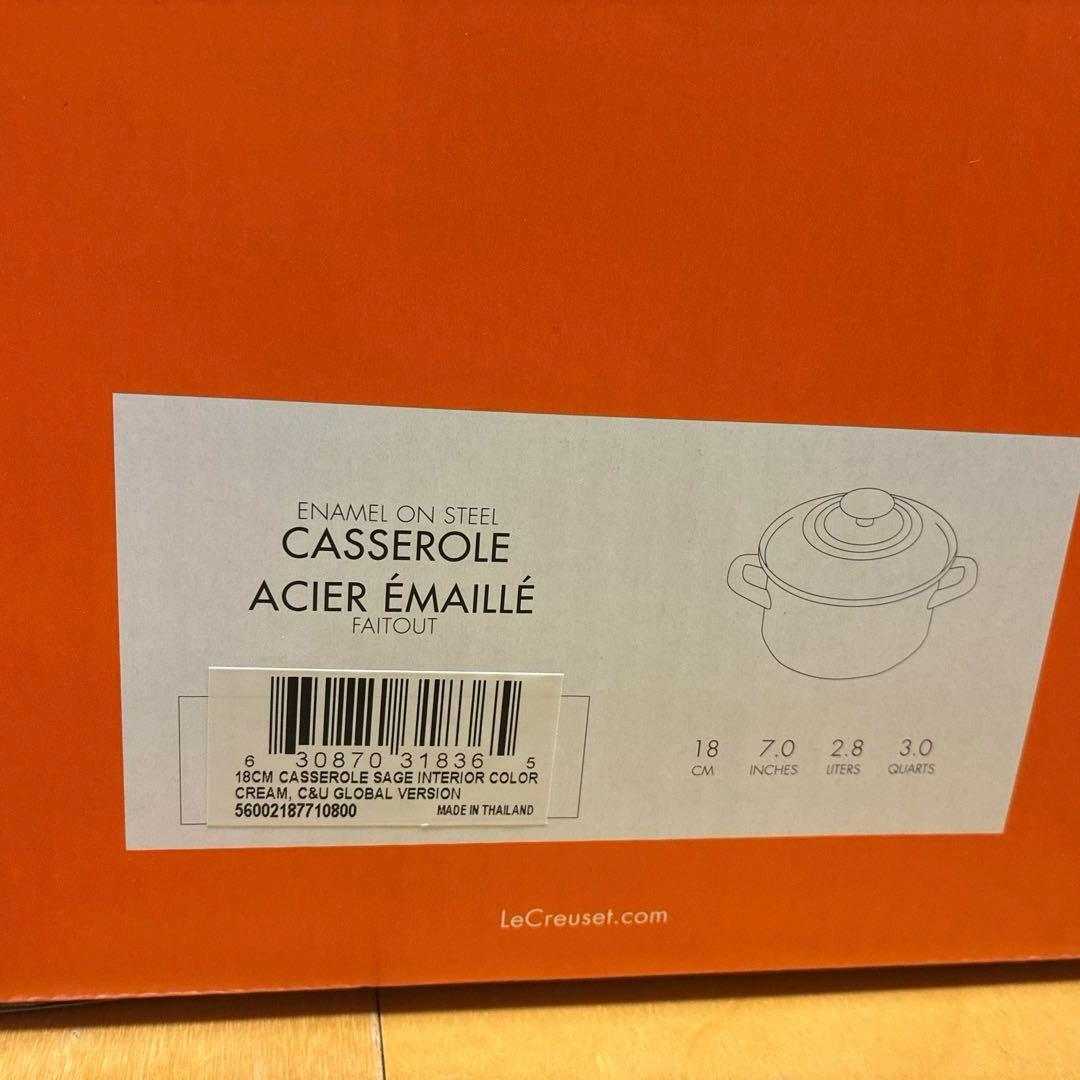 ENAMEL ON STEEL
CASSEROLE
ACIER ÉMAILLÉ
FAITOUT
6 30870 31836 5
18CM CASSEROLE SAGE INTERIOR COLOR
CREAM, C&U GLOBAL VERSION
56002187710800 MADE IN THAILAND
18 7.0 2.8 3.0
CM INCHES LITERS QUARTS
LeCreuset.com